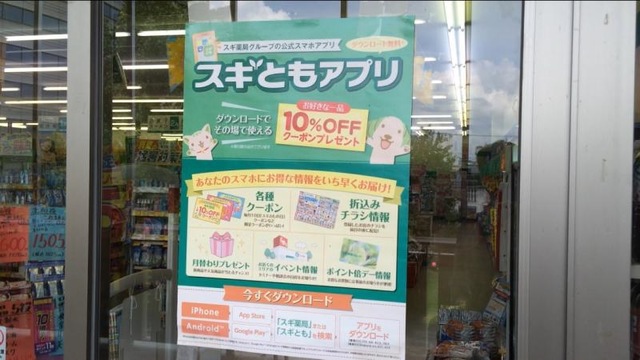 スギ薬局グループの公式スマホアプリ
ダウンロード無料!
スギともアプリ
ダウンロードで
その場で使える
お好きな一品
10%OFF
クーポンプレゼント
あなたのスマホにお得な情報をいち早くお届け!
各種
クーポン
折込み
チラシ情報
月替わりプレゼント
イベント情報
ポイント倍デー情報
今すぐダウンロード
iPhone
App Store
Android
Google Play
「スギ薬局」または
「スギとも」を検索
アプリを
ダウンロード
1505